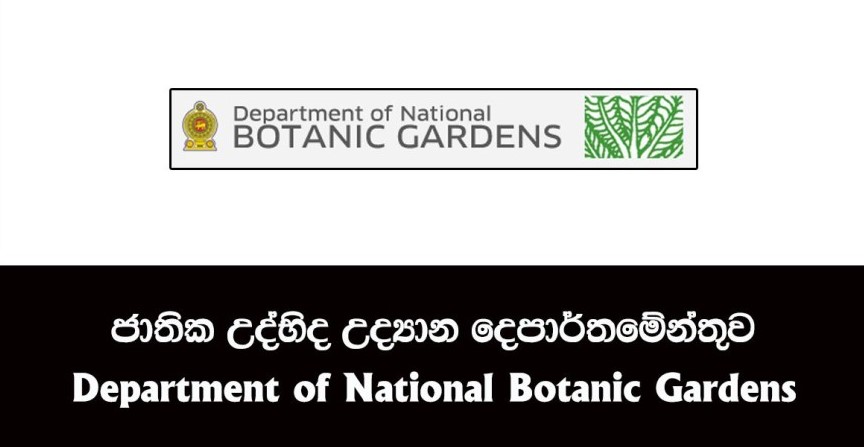 Department of National
BOTANIC GARDENS
ජාතික උද්භිද උද්‍යාන දෙපාර්තමේන්තුව
Department of National Botanic Gardens